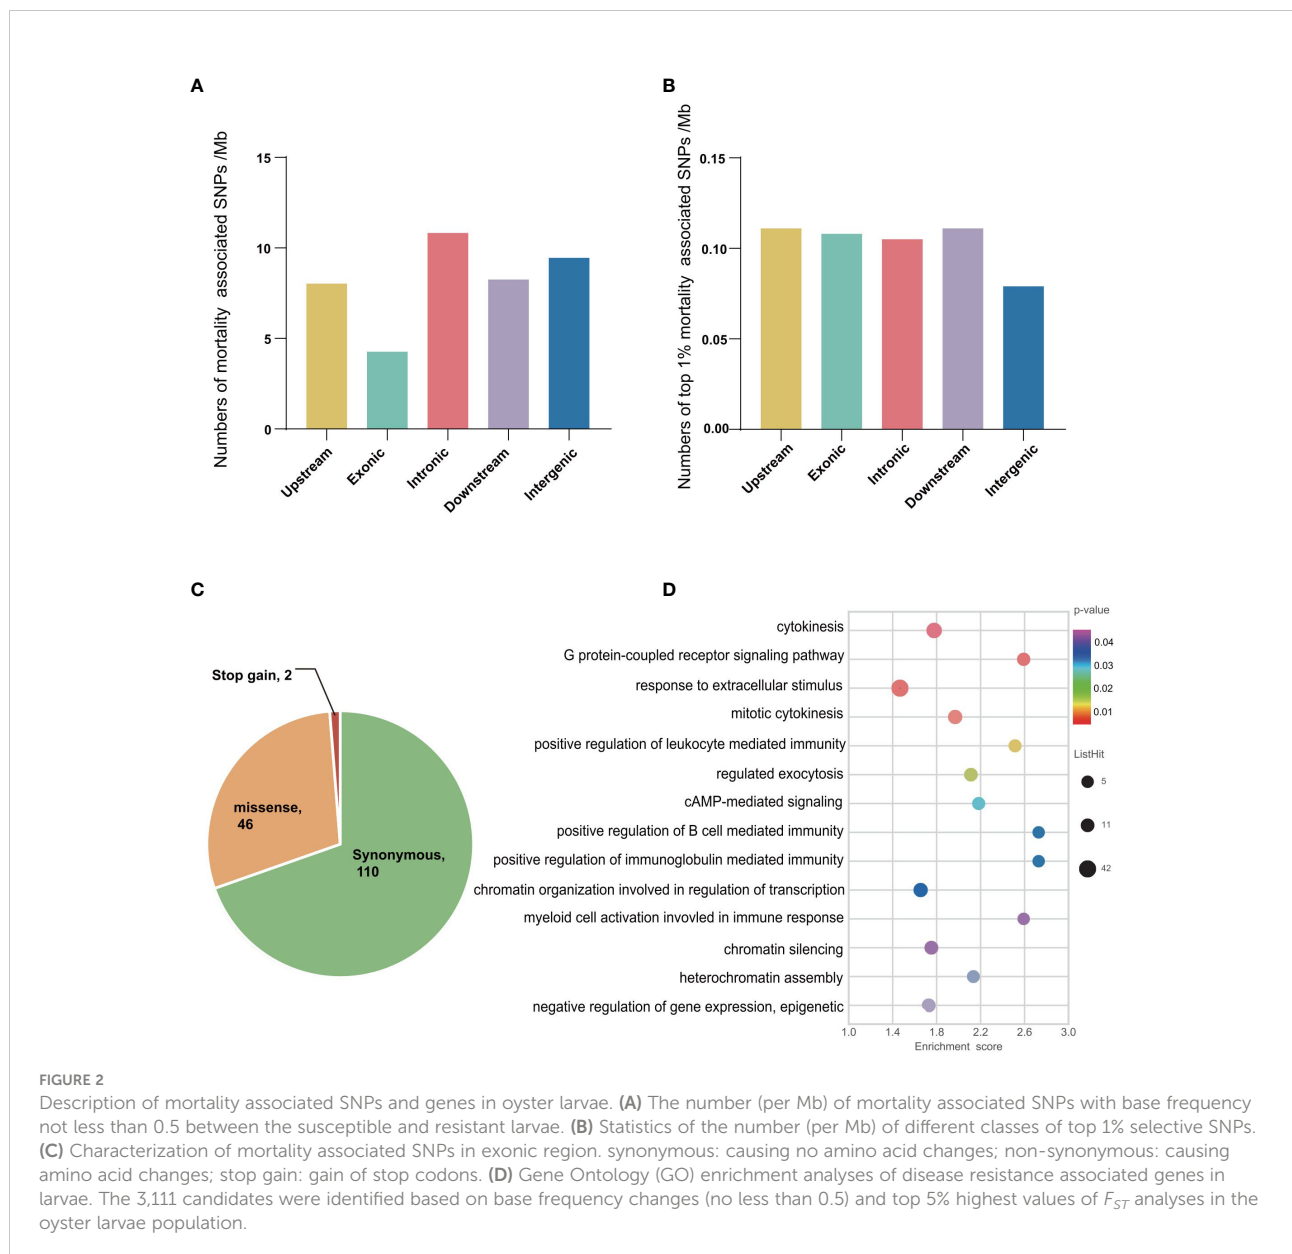 A
Numbers of mortality associated SNPs /Mb
15
10
5
0
Upstream
Exonic
Intronic
Downstream
Intergenic
B
Numbers of top 1% mortality associated SNPs /Mb
0.15
0.10
0.05
0.00
Upstream
Exonic
Intronic
Downstream
Intergenic
C
Stop gain, 2
missense,
46
Synonymous,
110
D
cytokinesis
G protein-coupled receptor signaling pathway
response to extracellular stimulus
mitotic cytokinesis
positive regulation of leukocyte mediated immunity
regulated exocytosis
cAMP-mediated signaling
positive regulation of B cell mediated immunity
positive regulation of immunoglobulin mediated immunity
chromatin organization involved in regulation of transcription
myeloid cell activation invovled in immune response
chromatin silencing
heterochromatin assembly
negative regulation of gene expression, epigenetic
1.0 1.4 1.8 2.2 2.6 3.0
Enrichment score
p-value
0.04
0.03
0.02
0.01
ListHit
5
11
42
FIGURE 2
Description of mortality associated SNPs and genes in oyster larvae. (A) The number (per Mb) of mortality associated SNPs with base frequency
not less than 0.5 between the susceptible and resistant larvae. (B) Statistics of the number (per Mb) of different classes of top 1% selective SNPs.
(C) Characterization of mortality associated SNPs in exonic region. synonymous: causing no amino acid changes; non-synonymous: causing
amino acid changes; stop gain: gain of stop codons. (D) Gene Ontology (GO) enrichment analyses of disease resistance associated genes in
larvae. The 3,111 candidates were identified based on base frequency changes (no less than 0.5) and top 5% highest values of FST analyses in the
oyster larvae population.